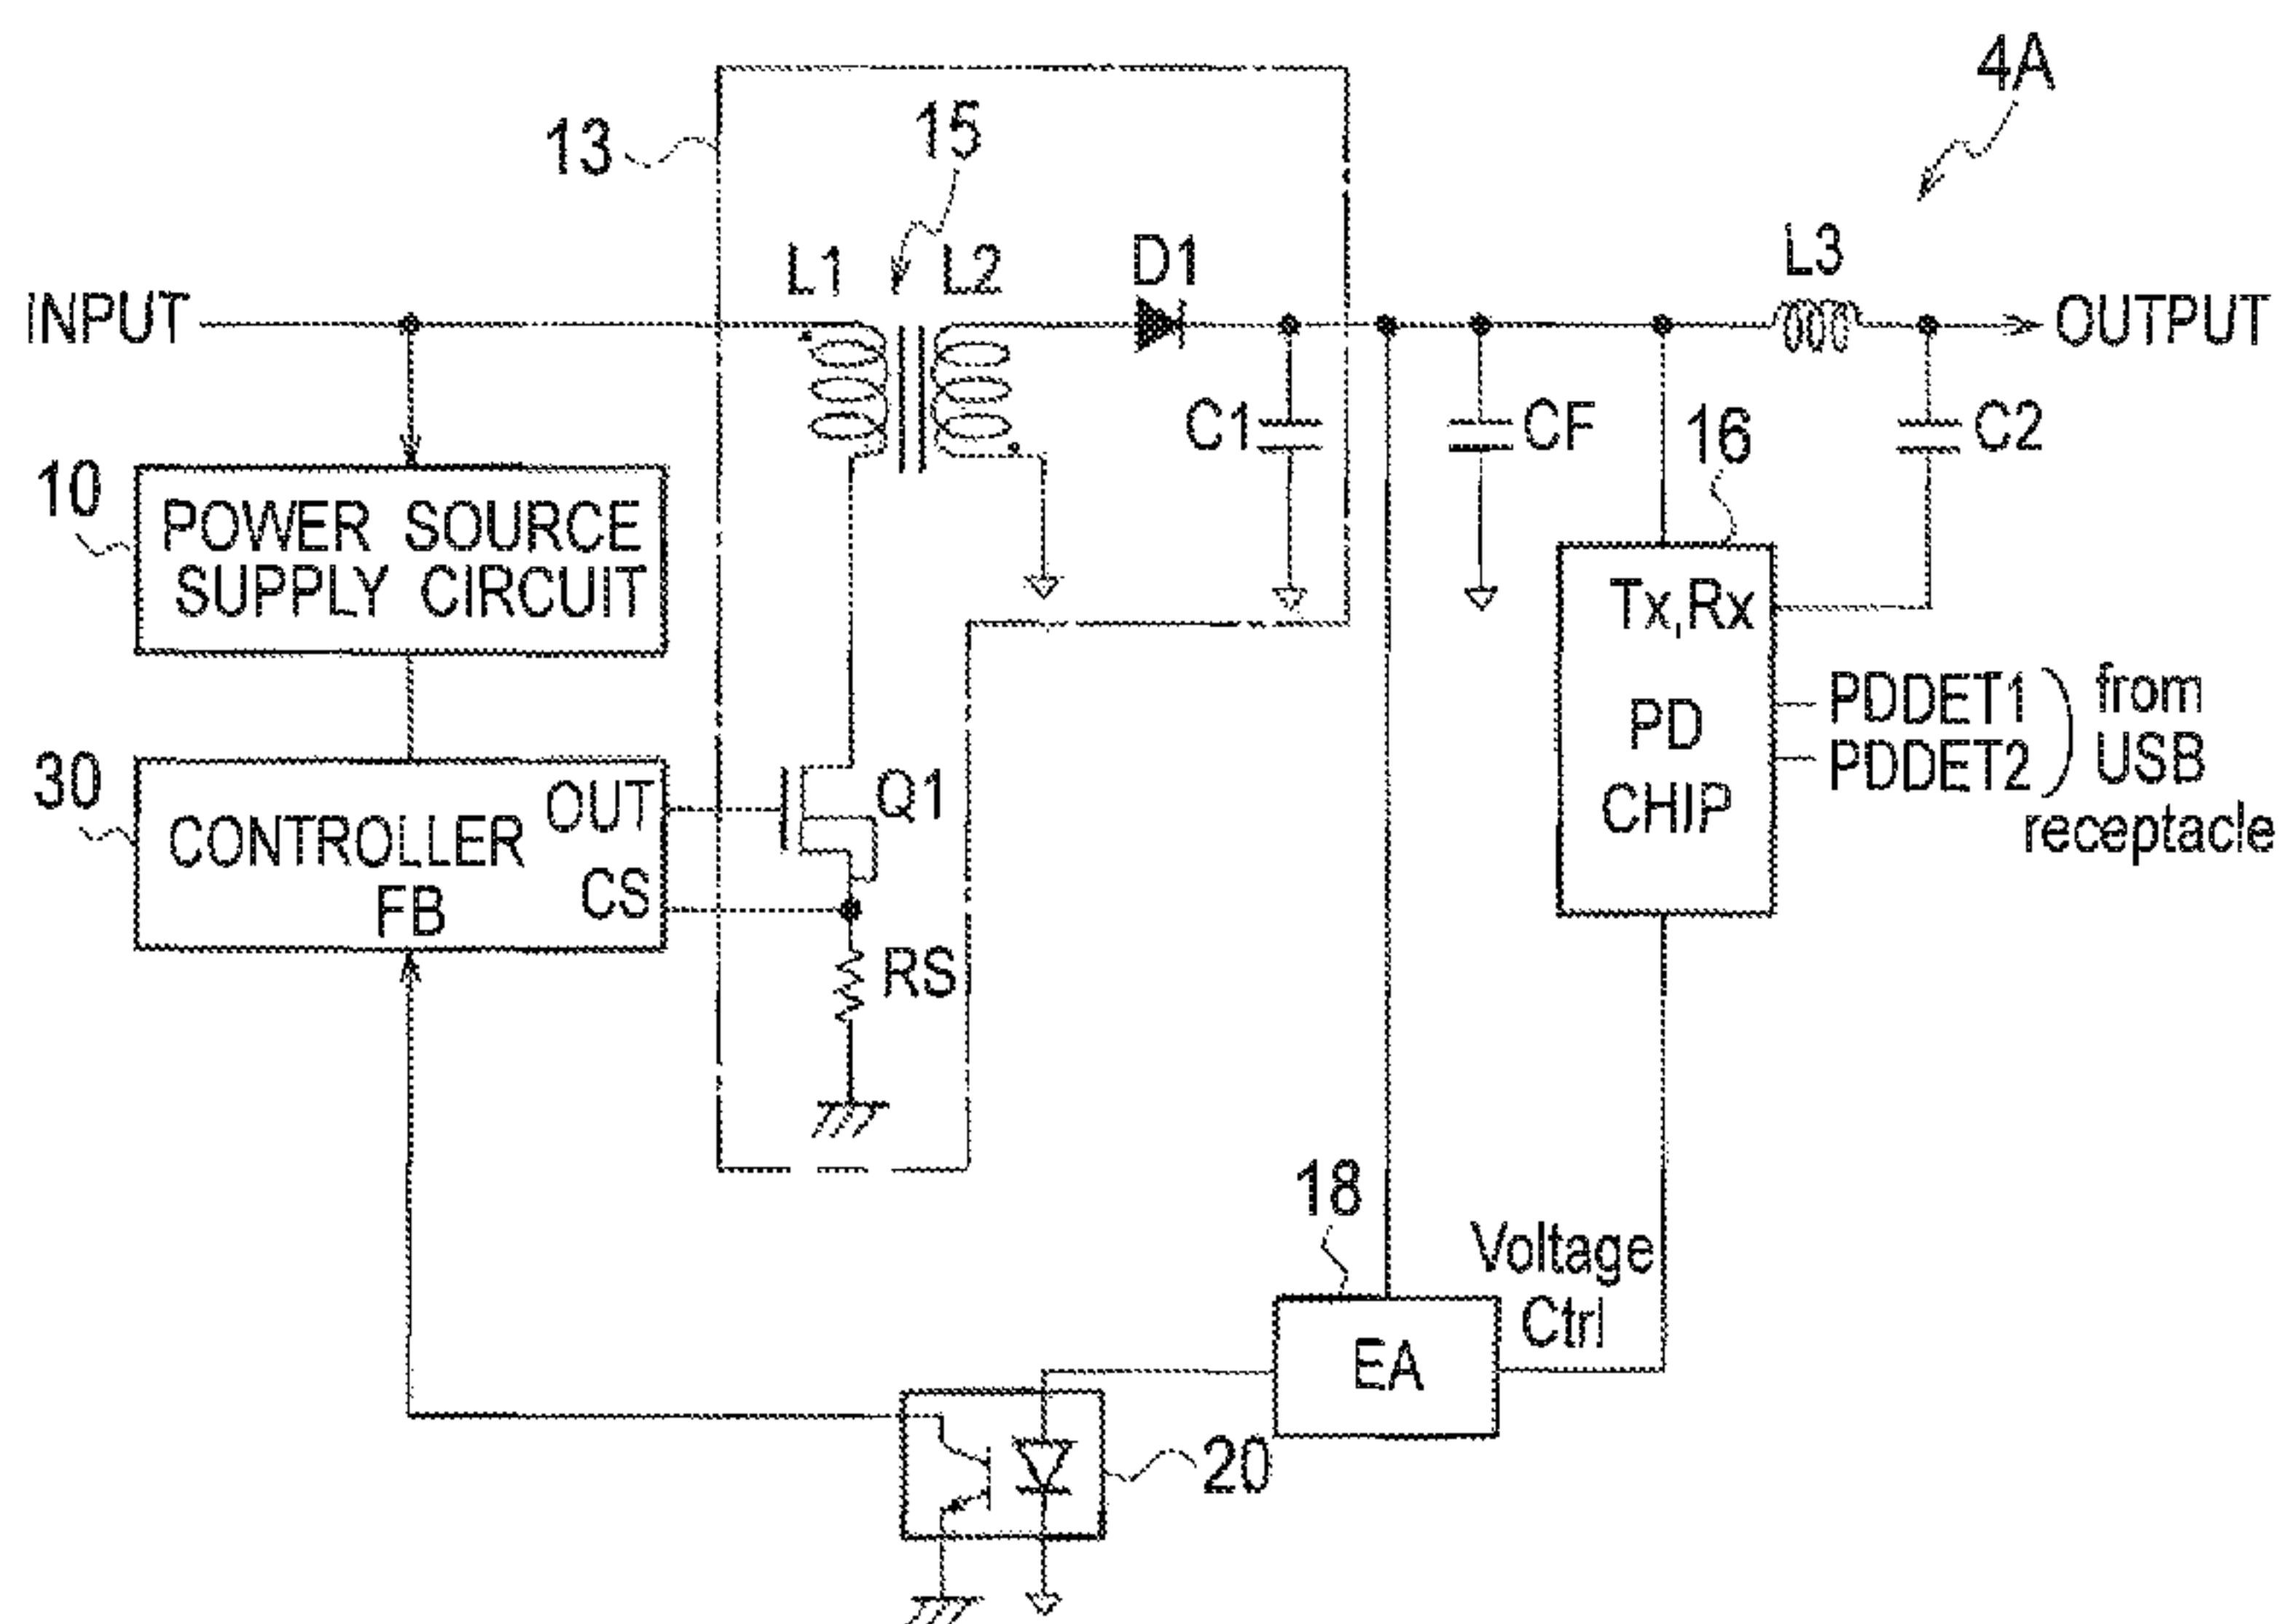 4A
15
13
L1
L2
D1
L3
INPUT
OUTPUT
C1
CF
16
C2
10
POWER SOURCE
SUPPLY CIRCUIT
Tx,Rx
PD
CHIP
PDDET1
PDDET2
from
USB
receptacle
30
CONTROLLER
OUT
CS
FB
Q1
RS
18
Voltage
Ctrl
EA
20